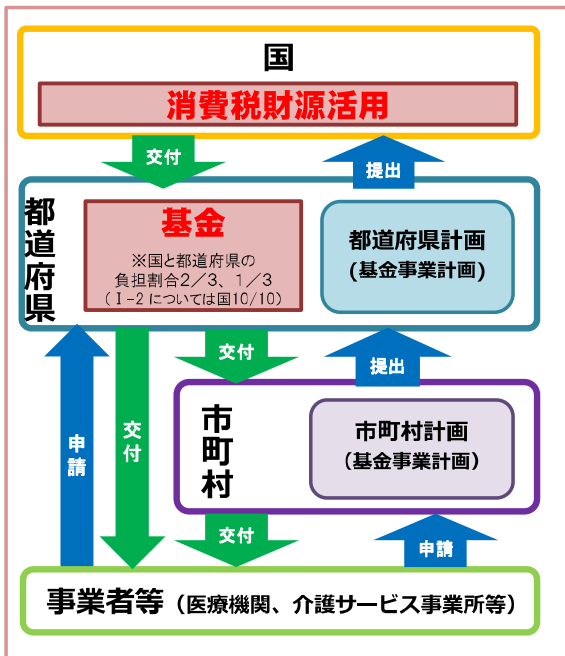 国
消費税財源活用
交付
提出
都道府県
基金
※国と都道府県の
負担割合2/3、1/3
(Ⅰ-2については国10/10)
都道府県計画
(基金事業計画)
交付
提出
申請
交付
市町村
市町村計画
(基金事業計画)
交付
申請
事業者等(医療機関、介護サービス事業所等)